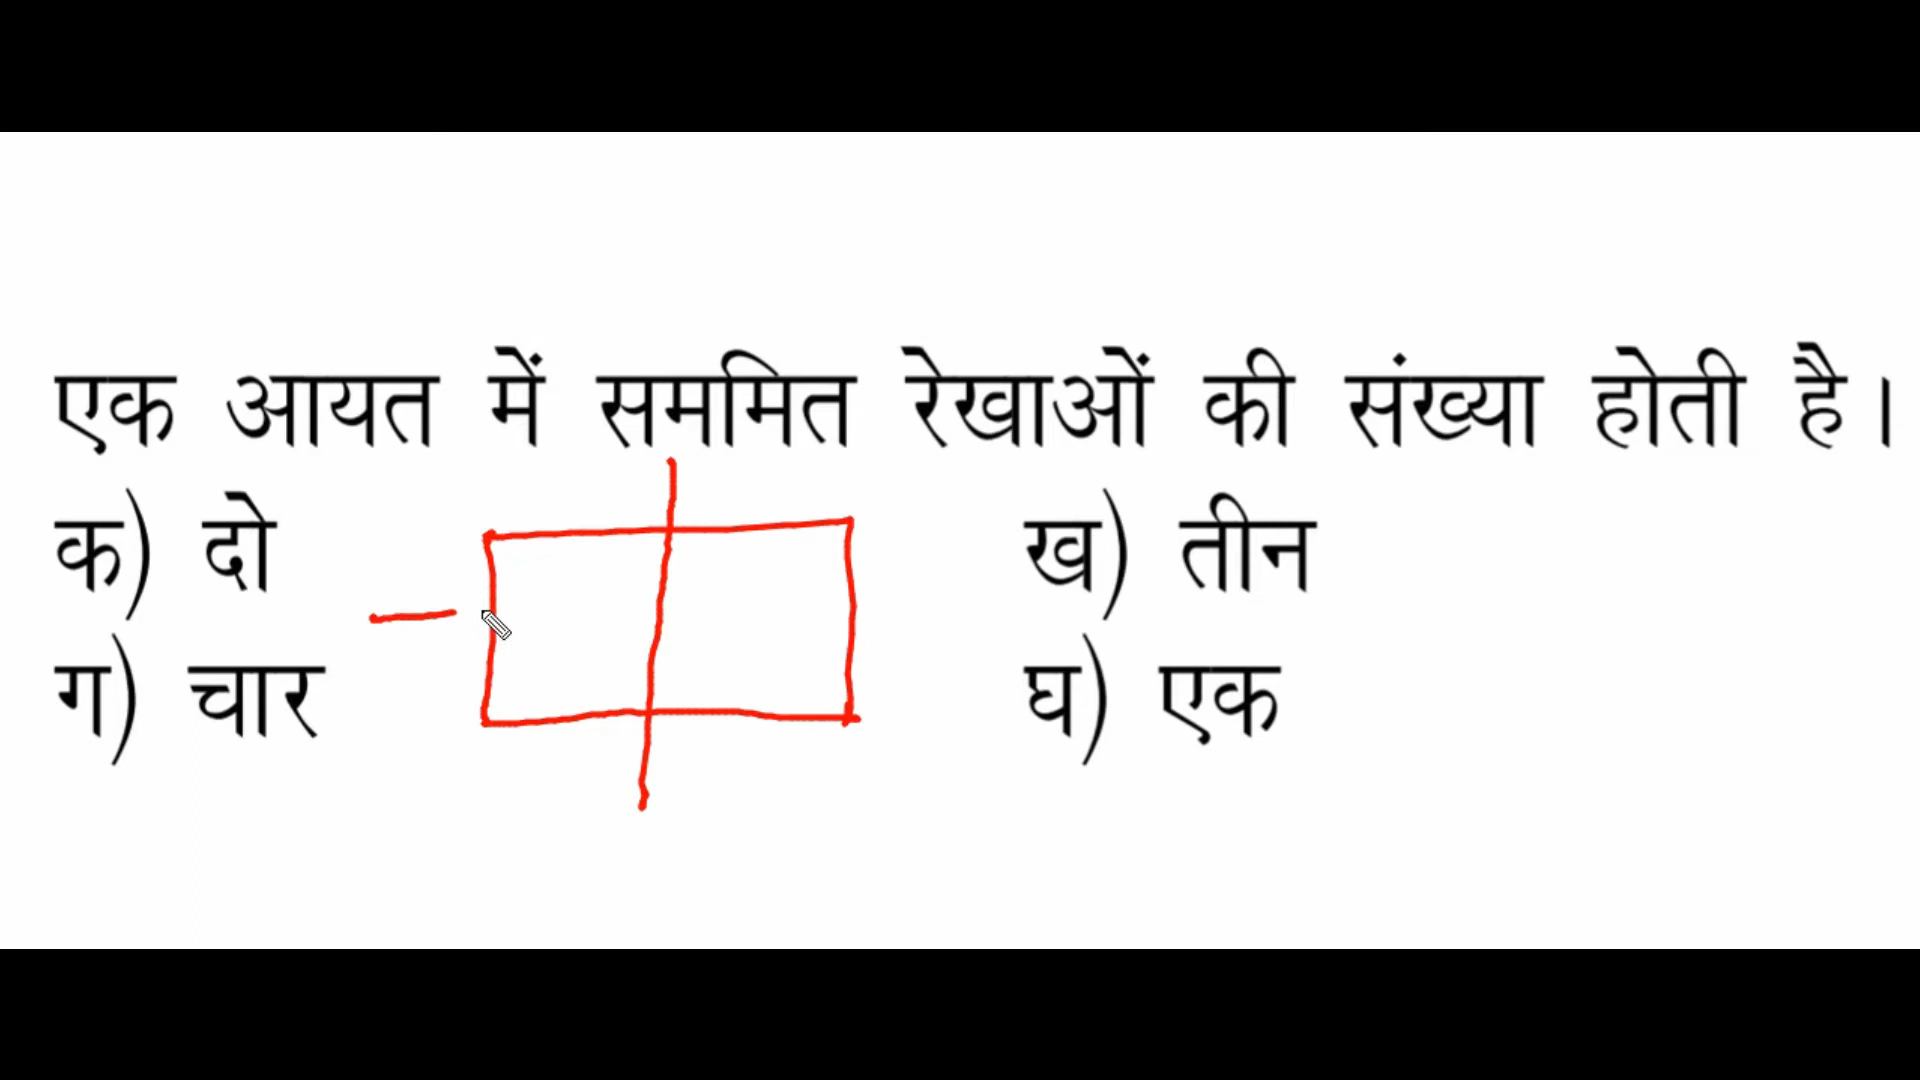 एक आयत में सममित रेखाओं की संख्या होती है।
क) दो ख) तीन
ग) चार घ) एक